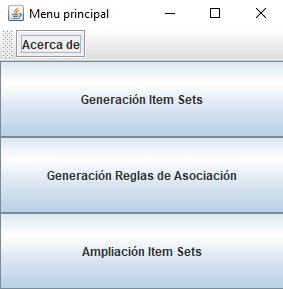 Menu principal
Acerca de
Generación Item Sets
Generación Reglas de Asociación
Ampliación Item Sets